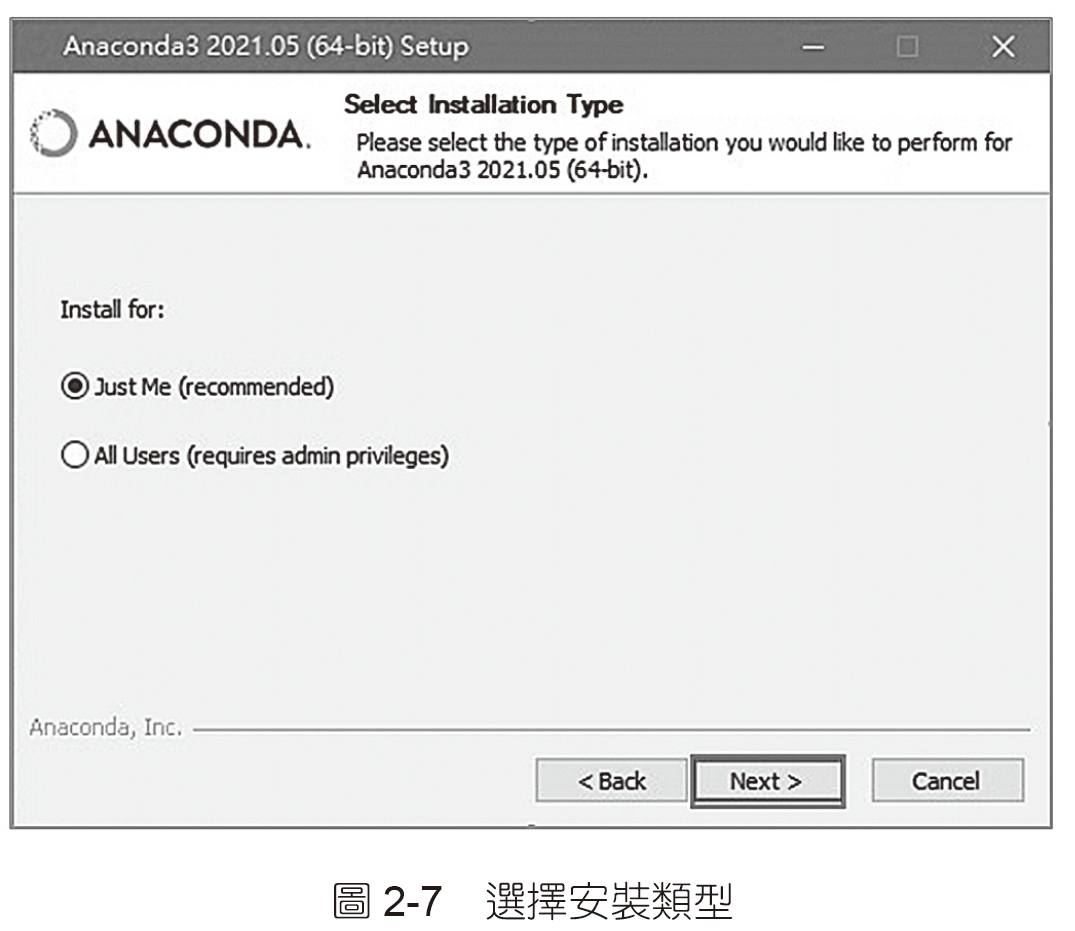 Anaconda3 2021.05 (64-bit) Setup
ANACONDA.
Select Installation Type
Please select the type of installation you would like to perform for
Anaconda3 2021.05 (64-bit).
Install for:
Just Me (recommended)
All Users (requires admin privileges)
Anaconda, Inc.
< Back
Next >
Cancel
圖 2-7 選擇安裝類型